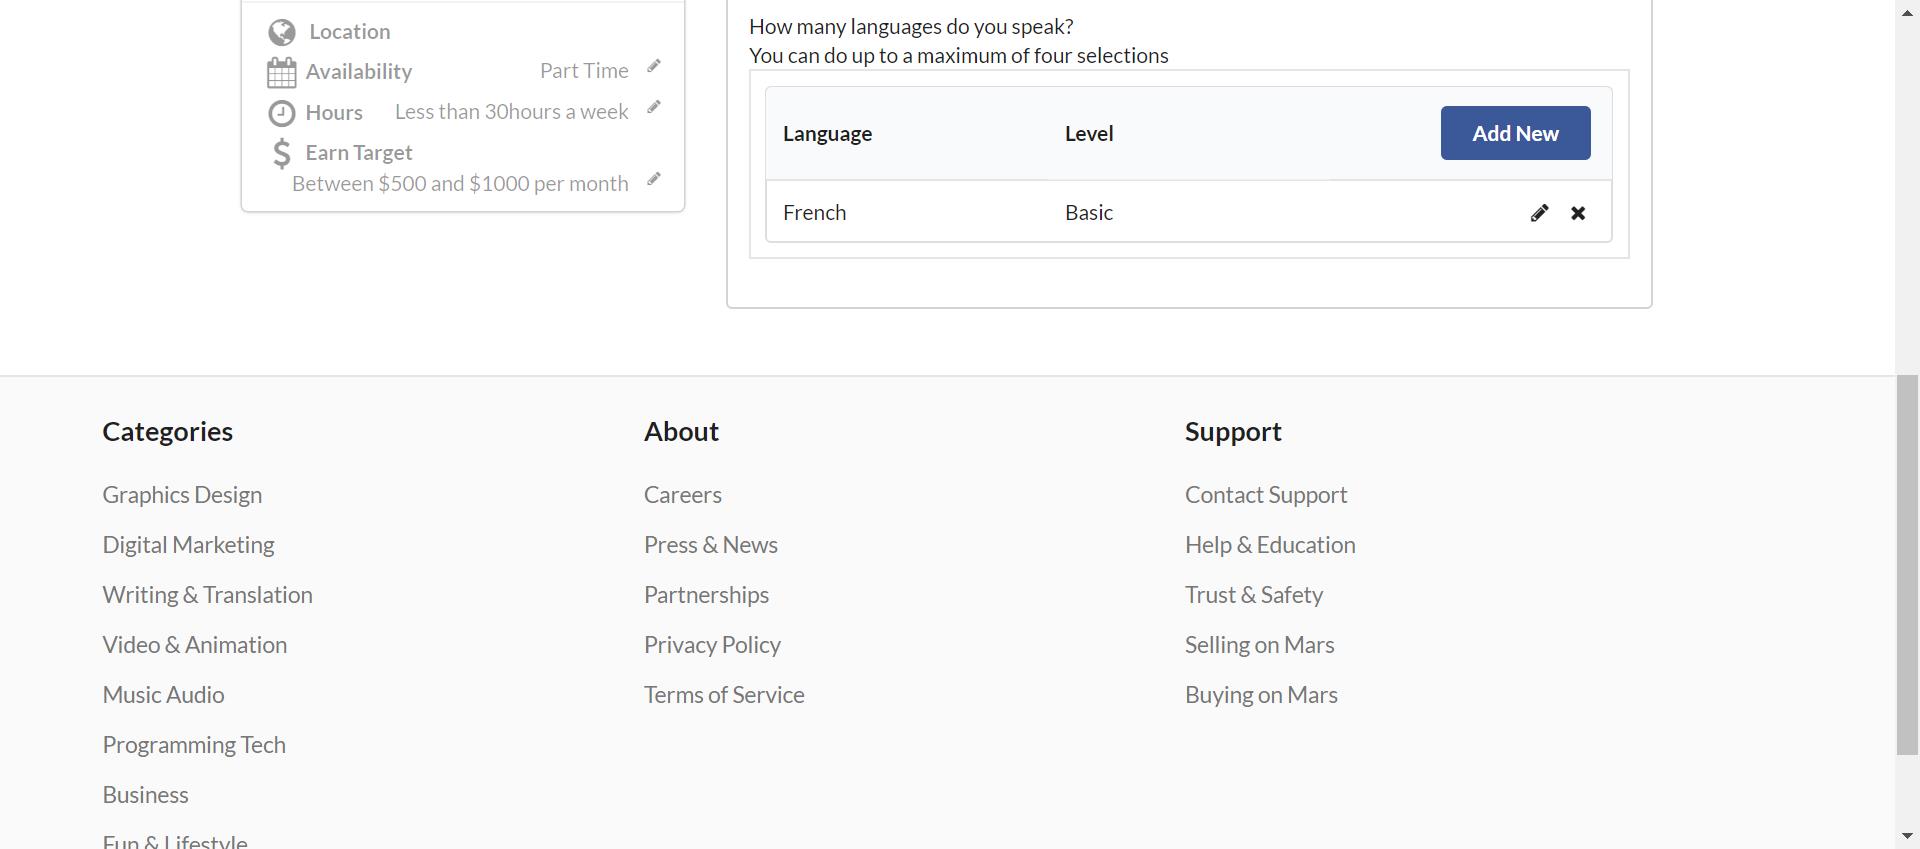 Location
Availability Part Time
Hours Less than 30hours a week
Earn Target
Between $500 and $1000 per month
How many languages do you speak?
You can do up to a maximum of four selections
Language Level Add New
French Basic
Categories
Graphics Design
Digital Marketing
Writing & Translation
Video & Animation
Music Audio
Programming Tech
Business
Fun & Lifestyle
About
Careers
Press & News
Partnerships
Privacy Policy
Terms of Service
Support
Contact Support
Help & Education
Trust & Safety
Selling on Mars
Buying on Mars